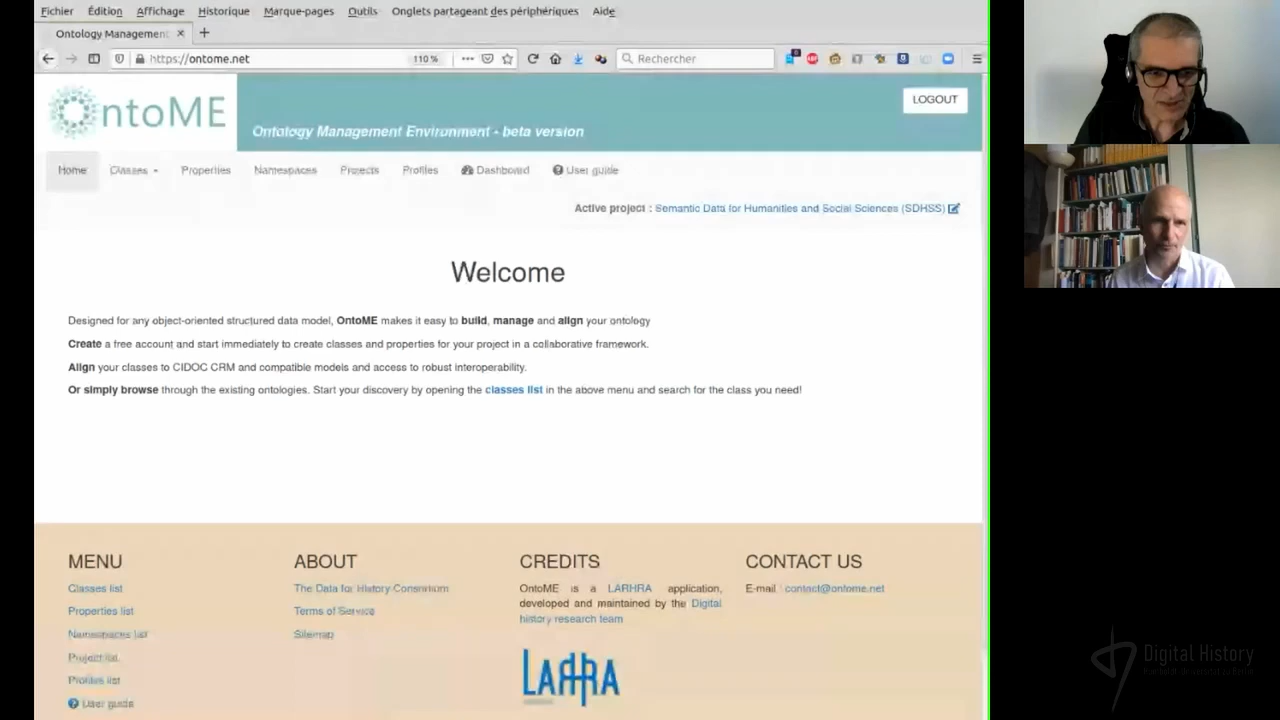 Fichier Édition Affichage Historique Marque-pages Outils Onglets partageant des périphériques Aide
Ontology Management × +
https://ontome.net 110 % Rechercher
OntoME
LOGOUT
Ontology Management Environment - beta version
Home Classes Properties Namespaces Projects Profiles Dashboard User guide
Active project : Semantic Data for Humanities and Social Sciences (SDHSS)
Welcome
Designed for any object-oriented structured data model, OntoME makes it easy to build, manage and align your ontology
Create a free account and start immediately to create classes and properties for your project in a collaborative framework.
Align your classes to CIDOC CRM and compatible models and access to robust interoperability.
Or simply browse through the existing ontologies. Start your discovery by opening the classes list in the above menu and search for the class you need!
MENU
Classes list
Properties list
Namespaces list
Project list
Profiles list
User guide
ABOUT
The Data for History Consortium
Terms of Service
Sitemap
CREDITS
OntoME is a LARHRA application,
developed and maintained by the Digital
history research team
LARHRA
CONTACT US
E-mail : contact@ontome.net
Digital History